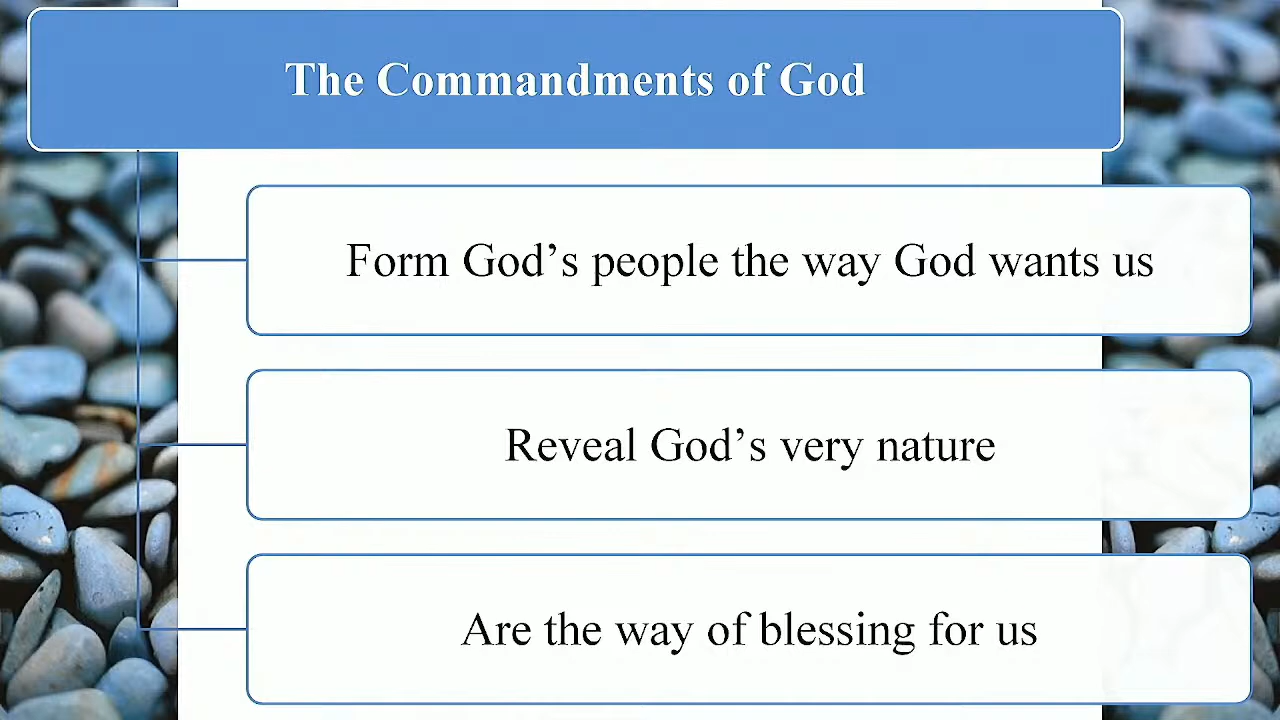 The Commandments of God
Form God’s people the way God wants us
Reveal God’s very nature
Are the way of blessing for us